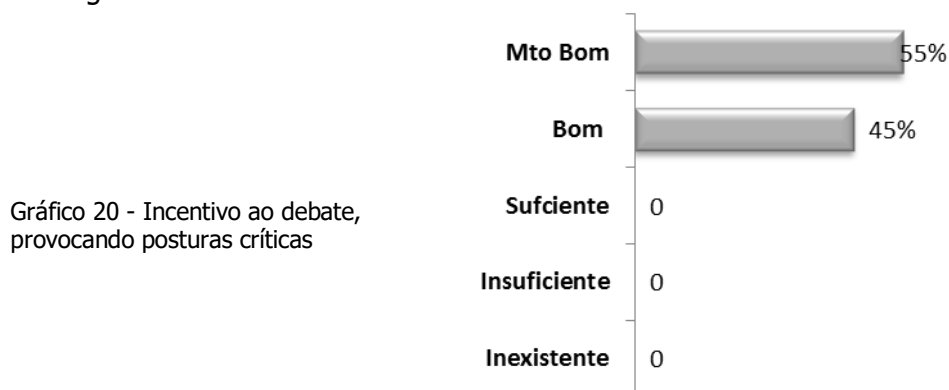 Mto Bom
55%
Bom
45%
Gráfico 20 - Incentivo ao debate,
provocando posturas críticas
Sufciente
0
Insuficiente
0
Inexistente
0